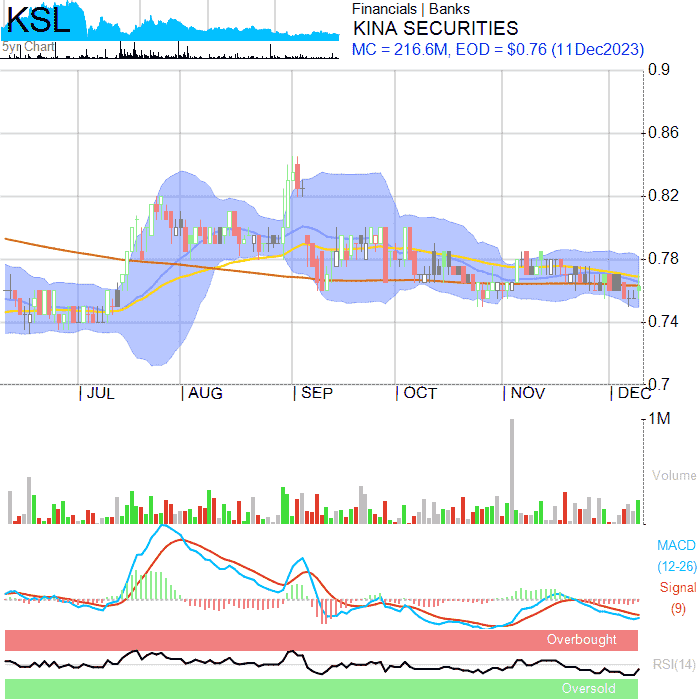 KSL
5yr Chart
Financials | Banks
KINA SECURITIES
MC = 216.6M, EOD = $0.76 (11Dec2023)
0.9
0.86
0.82
0.78
0.74
0.7
JUL AUG SEP OCT NOV DEC
1M
Volume
MACD
(12-26)
Signal
(9)
Overbought
RSI(14)
Oversold